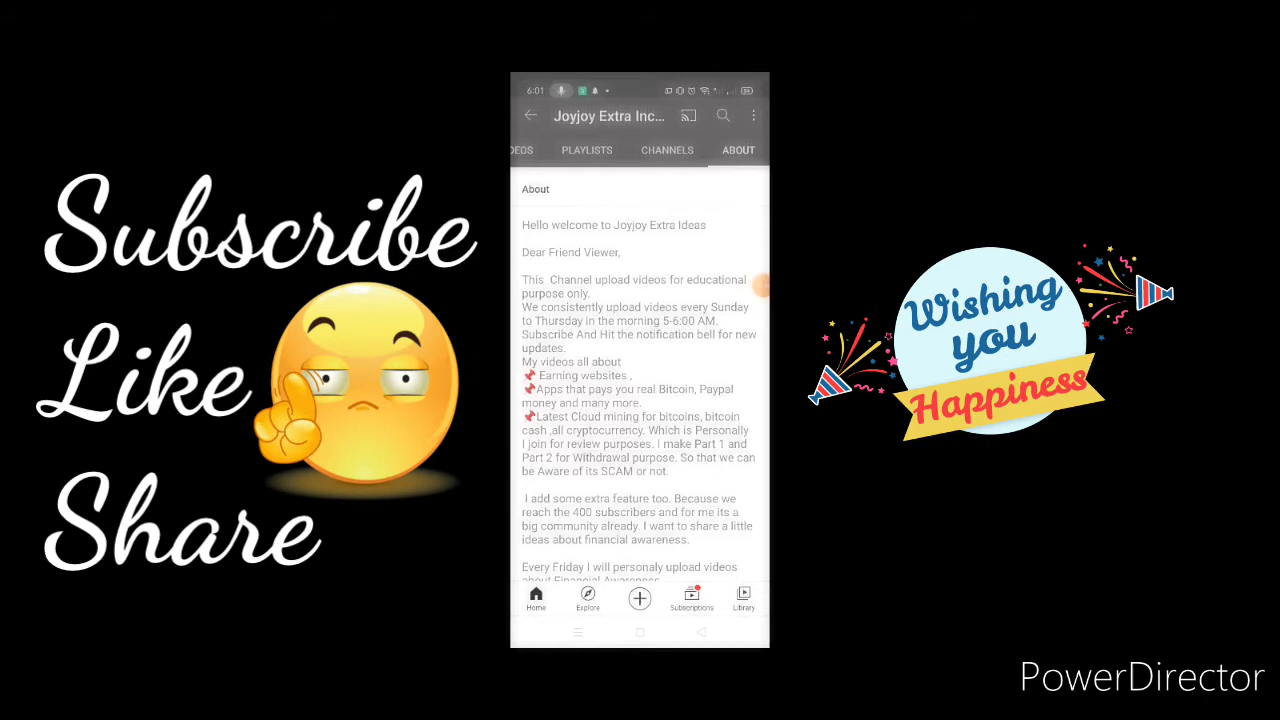 Subscribe
Like
Share
6:01
Joyjoy Extra Inc...
DEOS PLAYLISTS CHANNELS ABOUT
About
Hello welcome to Joyjoy Extra Ideas
Dear Friend Viewer,
This Channel upload videos for educational
purpose only.
We consistently upload videos every Sunday
to Thursday in the morning 5-6:00 AM.
Subscribe And Hit the notification bell for new
updates.
My videos all about
📌 Earning websites ,
📌Apps that pays you real Bitcoin, Paypal
money and many more.
📌Latest Cloud mining for bitcoins, bitcoin
cash ,all cryptocurrency. Which is Personally
I join for review purposes. I make Part 1 and
Part 2 for Withdrawal purpose. So that we can
be Aware of its SCAM or not.
I add some extra feature too. Because we
reach the 400 subscribers and for me its a
big community already. I want to share a little
ideas about financial awareness.
Every Friday I will personaly upload videos
about Financial Awareness
Home Explore Subscriptions Library
Wishing
you
Happiness
PowerDirector